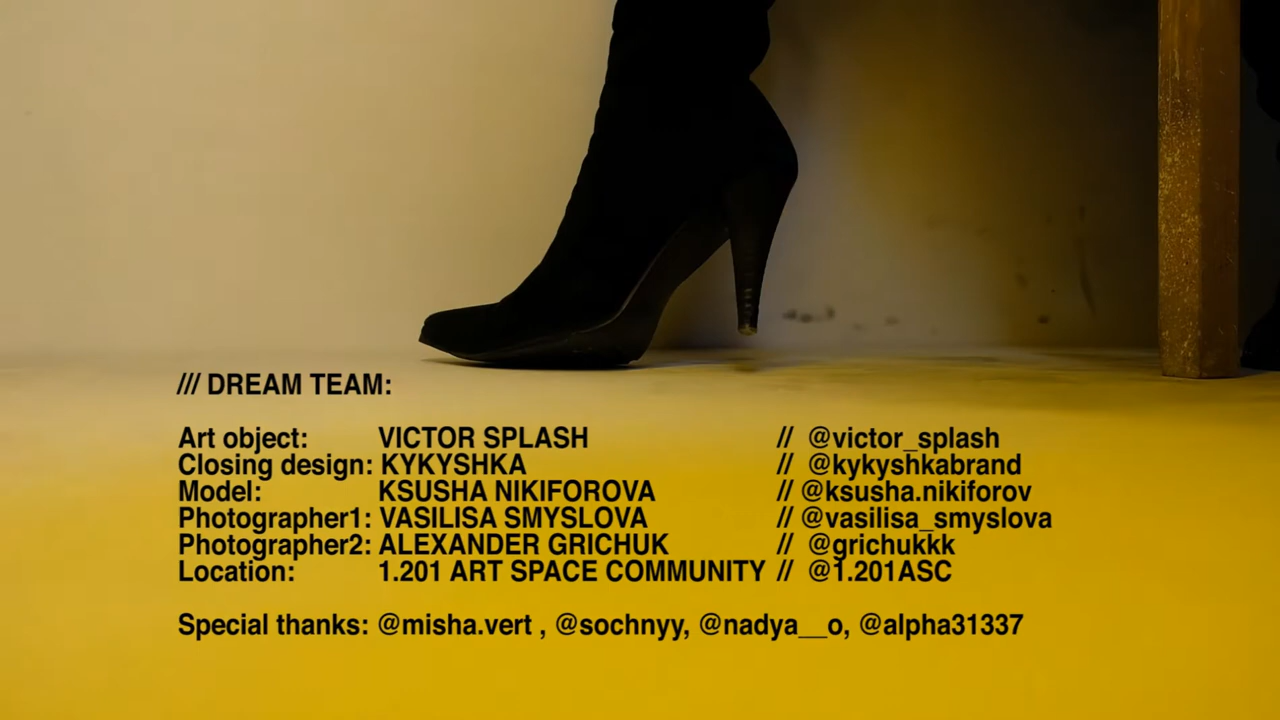 /// DREAM TEAM:
Art object: VICTOR SPLASH // @victor_splash
Closing design: KYKYSHKA // @kykyshkabrand
Model: KSUSHA NIKIFOROVA // @ksusha.nikiforov
Photographer1: VASILISA SMYSLOVA // @vasilisa_smyslova
Photographer2: ALEXANDER GRICHUK // @grichukkk
Location: 1.201 ART SPACE COMMUNITY // @1.201ASC
Special thanks: @misha.vert , @sochnyy, @nadya__o, @alpha31337